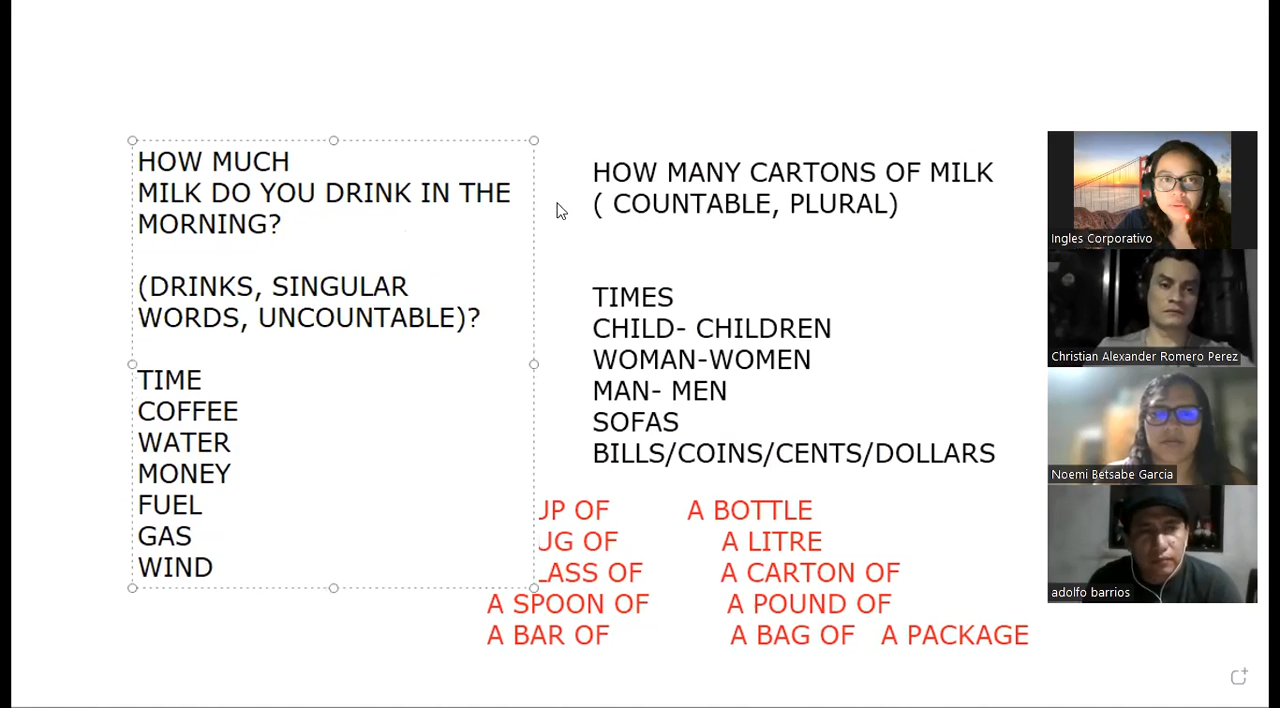 HOW MUCH
MILK DO YOU DRINK IN THE
MORNING?
(DRINKS, SINGULAR
WORDS, UNCOUNTABLE)?
TIME
COFFEE
WATER
MONEY
FUEL
GAS
WIND
HOW MANY CARTONS OF MILK
( COUNTABLE, PLURAL)
TIMES
CHILD- CHILDREN
WOMAN-WOMEN
MAN- MEN
SOFAS
BILLS/COINS/CENTS/DOLLARS
UP OF A BOTTLE
UG OF A LITRE
LASS OF A CARTON OF
A SPOON OF A POUND OF
A BAR OF A BAG OF A PACKAGE
Ingles Corporativo
Christian Alexander Romero Perez
Noemi Betsabe Garcia
adolfo barrios